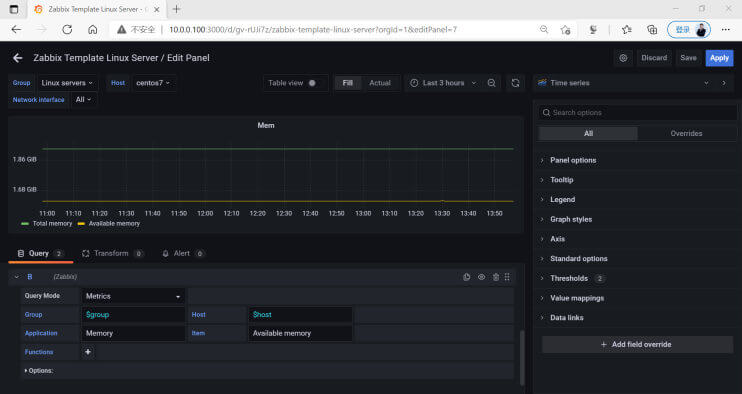 Zabbix Template Linux Server - G
不安全
10.0.0.100:3000/d/gv-rUJi7z/zabbix-template-linux-server?orgId=1&editPanel=7
登录
Zabbix Template Linux Server / Edit Panel
Discard Save Apply
Group Linux servers Host centos7 Table view Fill Actual Last 3 hours Time series
Network interface All
Search options
Mem
All Overrides
1.86 GiB
1.68 GiB
11:00 11:10 11:20 11:30 11:40 11:50 12:00 12:10 12:20 12:30 12:40 12:50 13:00 13:10 13:20 13:30 13:40 13:50
Total memory Available memory
Panel options
Tooltip
Legend
Graph styles
Axis
Standard options
Thresholds 2
Value mappings
Data links
Add field override
Query 2 Transform 0 Alert 0
B (Zabbix)
Query Mode Metrics
Group $group Host $host
Application Memory Item Available memory
Functions +
Options: